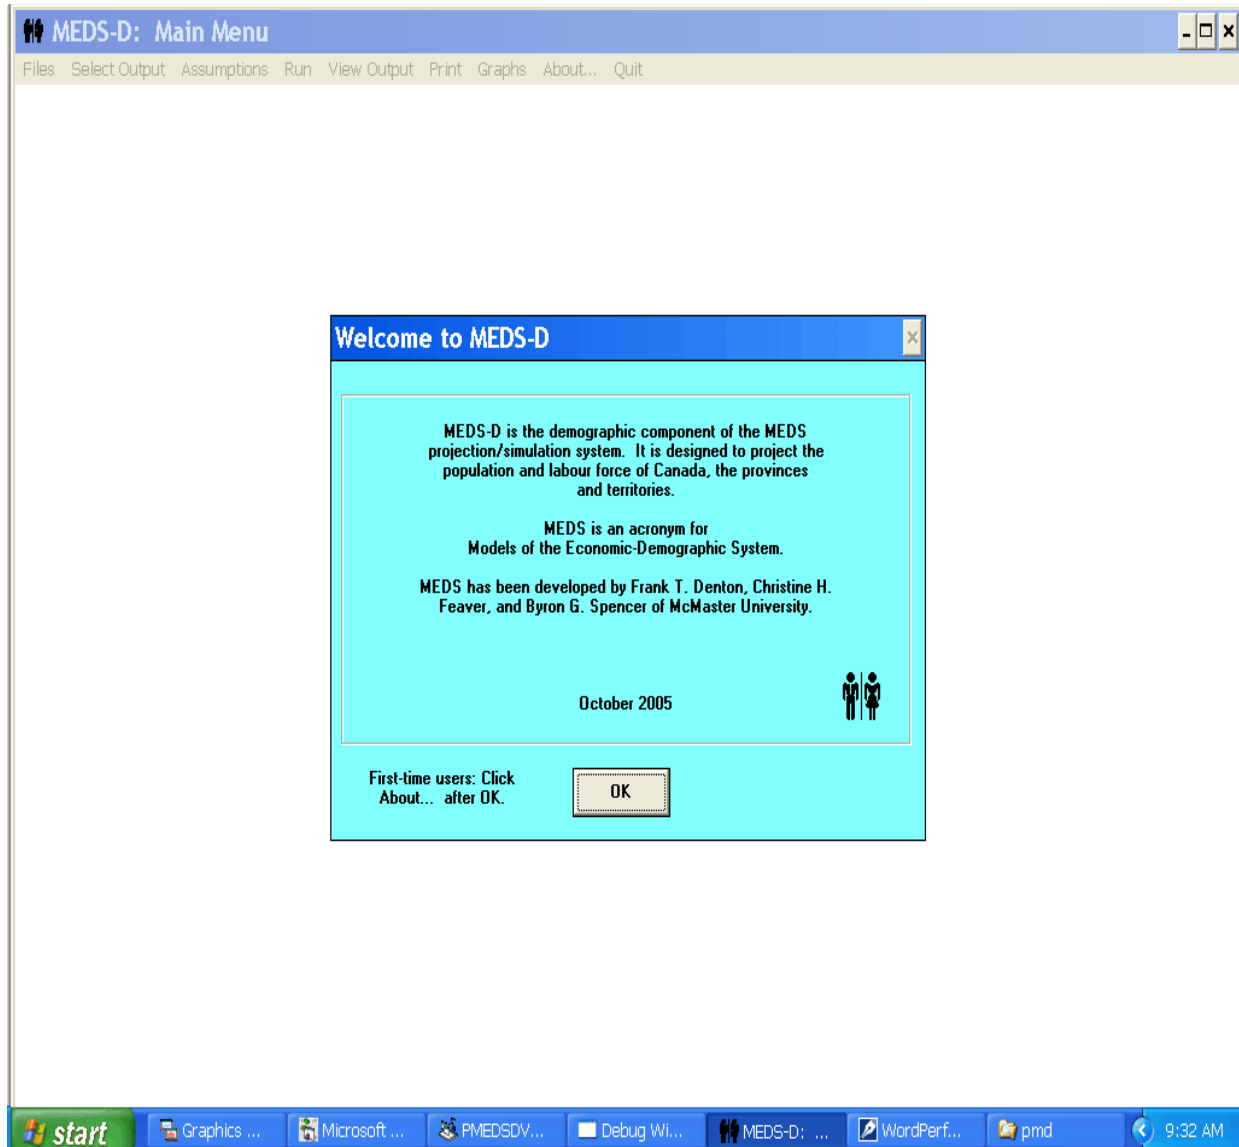 MEDS-D: Main Menu
Files Select Output Assumptions Run View Output Print Graphs About... Quit
Welcome to MEDS-D
MEDS-D is the demographic component of the MEDS
projection/simulation system. It is designed to project the
population and labour force of Canada, the provinces
and territories.
MEDS is an acronym for
Models of the Economic-Demographic System.
MEDS has been developed by Frank T. Denton, Christine H.
Feaver, and Byron G. Spencer of McMaster University.
October 2005
First-time users: Click
About... after OK.
OK
start Graphics ... Microsoft ... PMEDSDV... Debug Wi... MEDS-D: ... WordPerf... pmd 9:32 AM